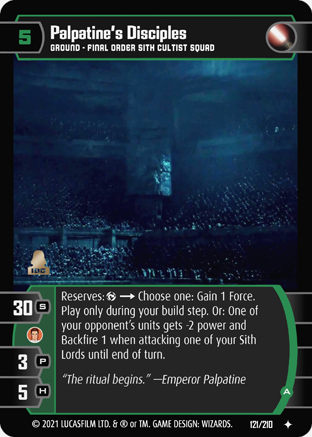 5
Palpatine's Disciples
GROUND - FINAL ORDER SITH CULTIST SQUAD
IDC
30 S
3 P
5 H
Reserves: → Choose one: Gain 1 Force.
Play only during your build step. Or: One of
your opponent's units gets -2 power and
Backfire 1 when attacking one of your Sith
Lords until end of turn.
"The ritual begins." —Emperor Palpatine
A
© 2021 LUCASFILM LTD. & ® or TM. GAME DESIGN: WIZARDS. 121/210